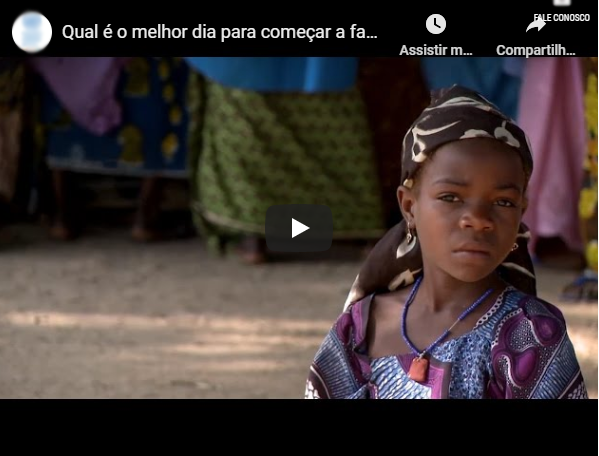 FALE CONOSCO
Qual é o melhor dia para começar a fa...
Assistir m...
Compartilh...